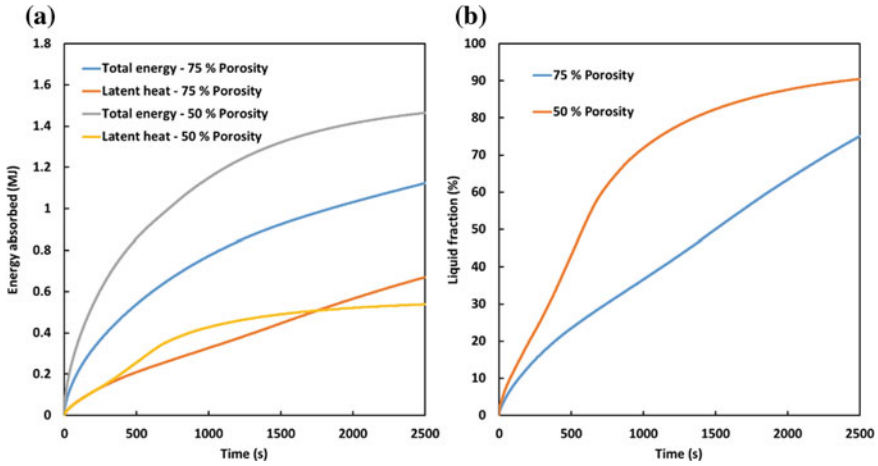 (a)
1.8
1.6
1.4
1.2
1
0.8
0.6
0.4
0.2
0
Energy absorbed (MJ)
Total energy - 75 % Porosity
Latent heat - 75 % Porosity
Total energy - 50 % Porosity
Latent heat - 50 % Porosity
0 500 1000 1500 2000 2500
Time (s)
(b)
100
90
80
70
60
50
40
30
20
10
0
Liquid fraction (%)
75 % Porosity
50 % Porosity
0 500 1000 1500 2000 2500
Time (s)